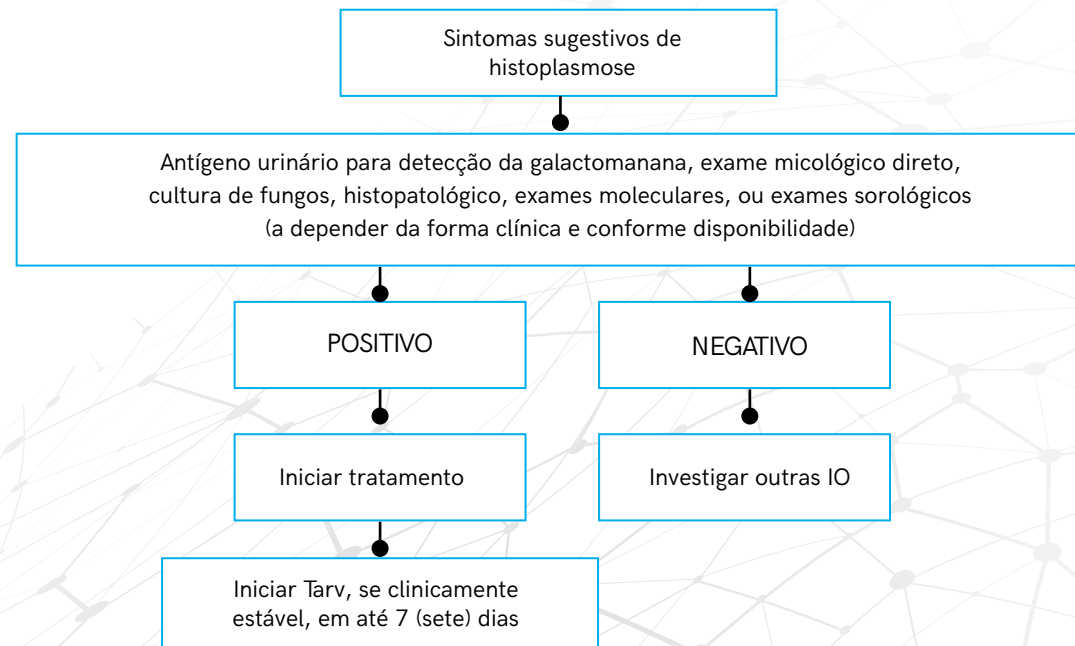 Sintomas sugestivos de
histoplasmose
Antígeno urinário para detecção da galactomanana, exame micológico direto,
cultura de fungos, histopatológico, exames moleculares, ou exames sorológicos
(a depender da forma clínica e conforme disponibilidade)
POSITIVO
NEGATIVO
Iniciar tratamento
Investigar outras IO
Iniciar Tarv, se clinicamente
estável, em até 7 (sete) dias